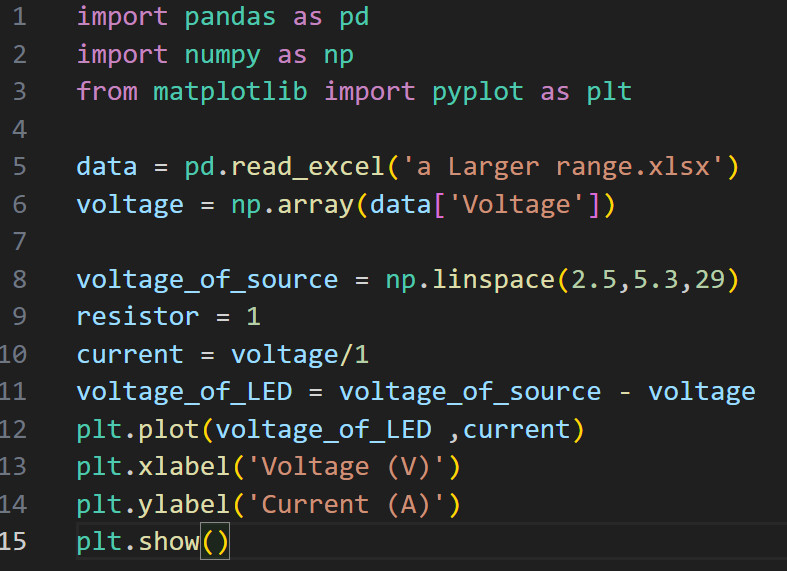 1 import pandas as pd
2 import numpy as np
3 from matplotlib import pyplot as plt
4
5 data = pd.read_excel('a Larger range.xlsx')
6 voltage = np.array(data['Voltage'])
7
8 voltage_of_source = np.linspace(2.5,5.3,29)
9 resistor = 1
10 current = voltage/1
11 voltage_of_LED = voltage_of_source - voltage
12 plt.plot(voltage_of_LED ,current)
13 plt.xlabel('Voltage (V)')
14 plt.ylabel('Current (A)')
15 plt.show()